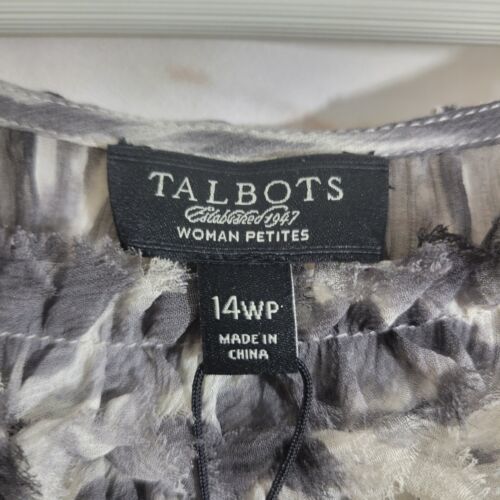 TALBOTS
Established 1947
WOMAN PETITES
14WP
MADE IN
CHINA